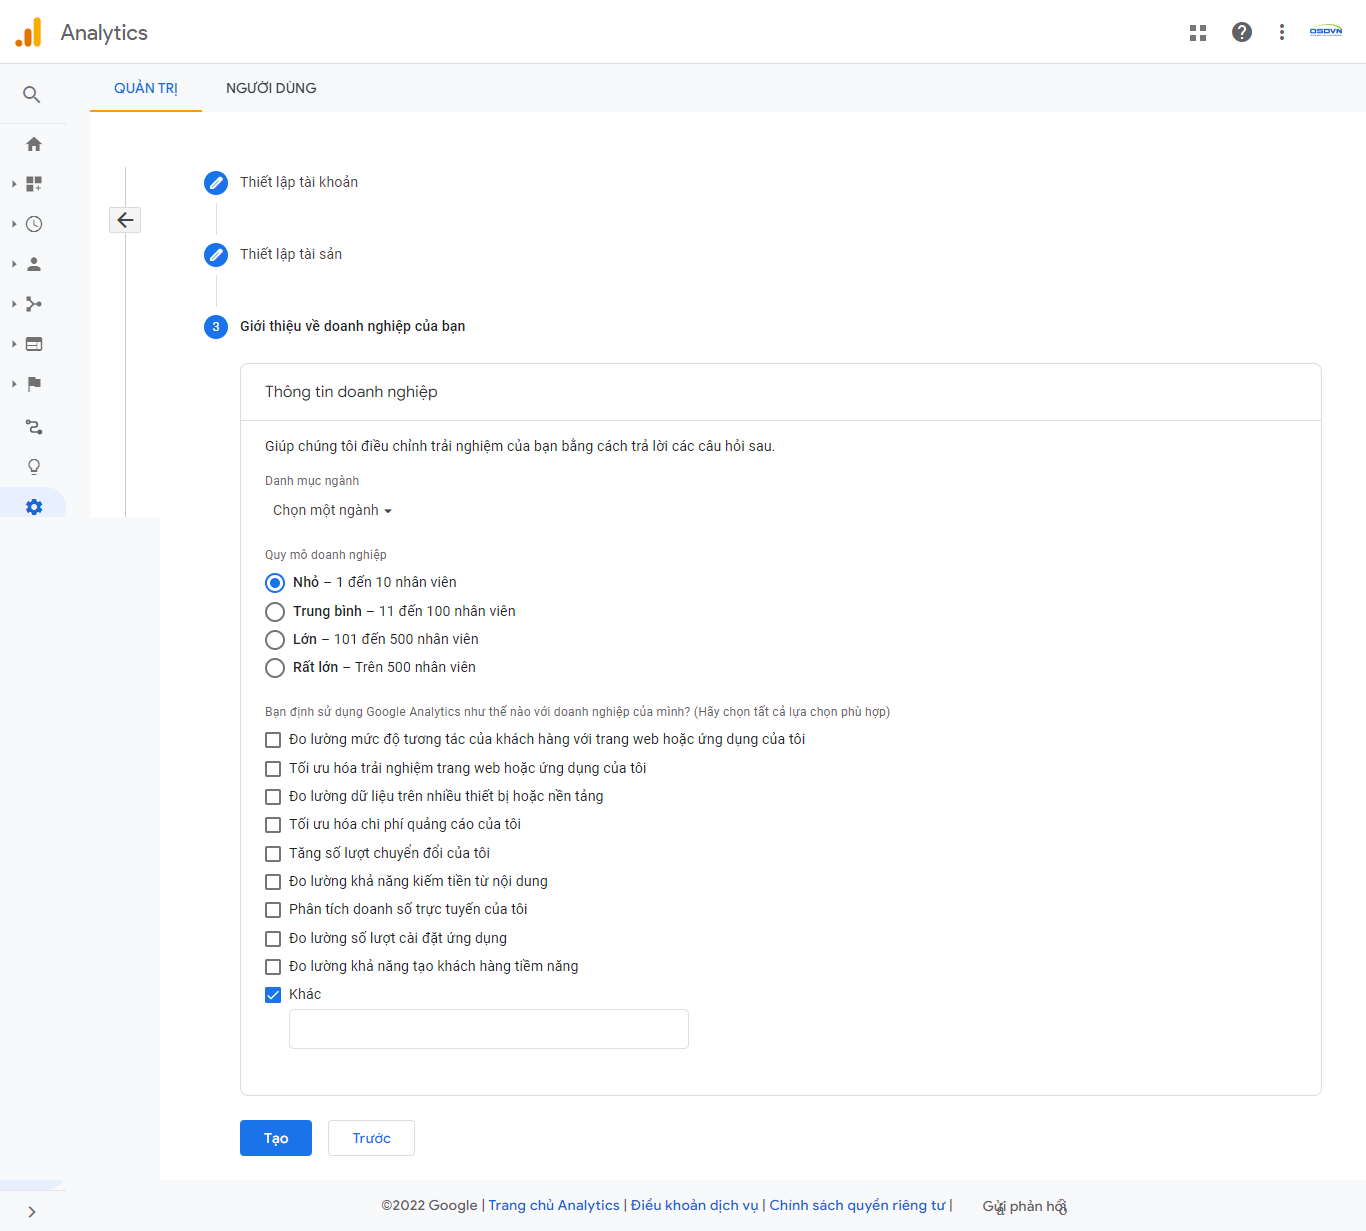 Analytics
OSDVN
QUẢN TRỊ
NGƯỜI DÙNG
Thiết lập tài khoản
Thiết lập tài sản
3 Giới thiệu về doanh nghiệp của bạn
Thông tin doanh nghiệp
Giúp chúng tôi điều chỉnh trải nghiệm của bạn bằng cách trả lời các câu hỏi sau.
Danh mục ngành
Chọn một ngành
Quy mô doanh nghiệp
Nhỏ – 1 đến 10 nhân viên
Trung bình – 11 đến 100 nhân viên
Lớn – 101 đến 500 nhân viên
Rất lớn – Trên 500 nhân viên
Bạn định sử dụng Google Analytics như thế nào với doanh nghiệp của mình? (Hãy chọn tất cả lựa chọn phù hợp)
Đo lường mức độ tương tác của khách hàng với trang web hoặc ứng dụng của tôi
Tối ưu hóa trải nghiệm trang web hoặc ứng dụng của tôi
Đo lường dữ liệu trên nhiều thiết bị hoặc nền tảng
Tối ưu hóa chi phí quảng cáo của tôi
Tăng số lượt chuyển đổi của tôi
Đo lường khả năng kiếm tiền từ nội dung
Phân tích doanh số trực tuyến của tôi
Đo lường số lượt cài đặt ứng dụng
Đo lường khả năng tạo khách hàng tiềm năng
Khác
Tạo
Trước
©2022 Google | Trang chủ Analytics | Điều khoản dịch vụ | Chính sách quyền riêng tư | Gửi phản hồi